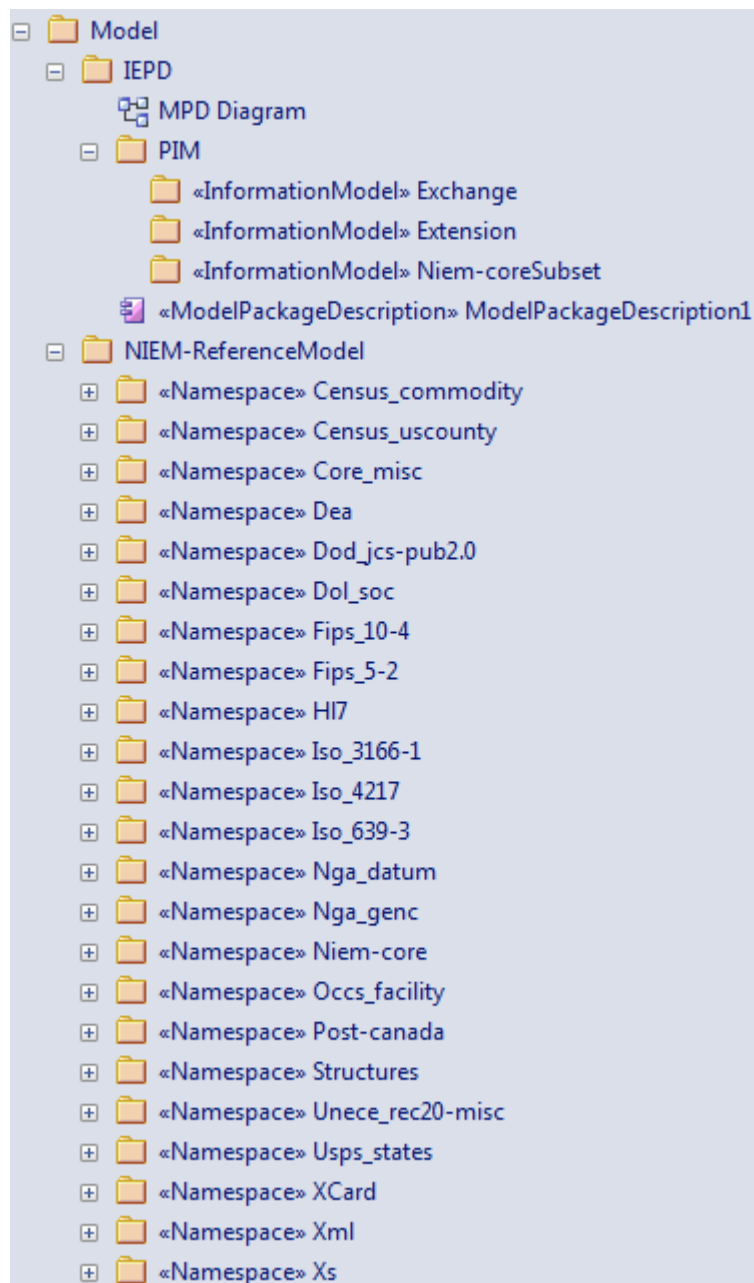 Model
IEPD
MPD Diagram
PIM
«InformationModel» Exchange
«InformationModel» Extension
«InformationModel» Niem-coreSubset
«ModelPackageDescription» ModelPackageDescription1
NIEM-ReferenceModel
«Namespace» Census_commodity
«Namespace» Census_uscounty
«Namespace» Core_misc
«Namespace» Dea
«Namespace» Dod_jcs-pub2.0
«Namespace» Dol_soc
«Namespace» Fips_10-4
«Namespace» Fips_5-2
«Namespace» Hl7
«Namespace» Iso_3166-1
«Namespace» Iso_4217
«Namespace» Iso_639-3
«Namespace» Nga_datum
«Namespace» Nga_genc
«Namespace» Niem-core
«Namespace» Occs_facility
«Namespace» Post-canada
«Namespace» Structures
«Namespace» Unece_rec20-misc
«Namespace» Usps_states
«Namespace» XCard
«Namespace» Xml
«Namespace» Xs